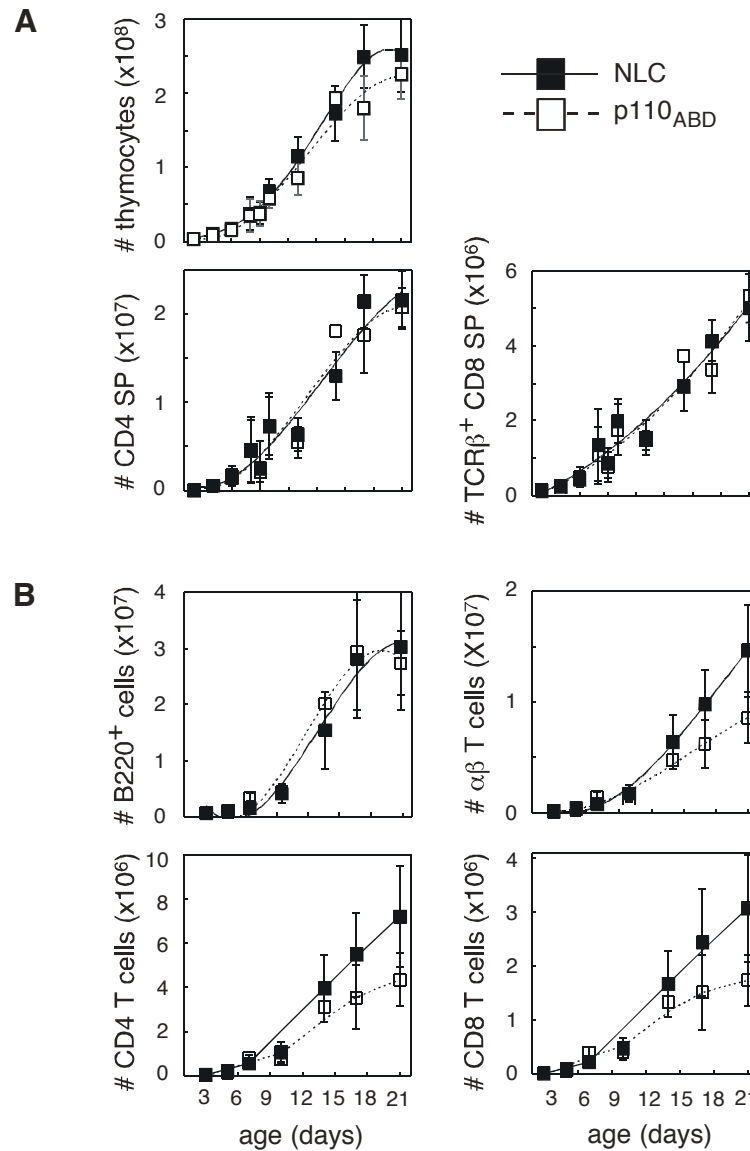 A
# thymocytes (x10⁸)
3
2
1
0
NLC
p110ABD
# CD4 SP (x10⁷)
2
1
0
# TCRβ⁺ CD8 SP (x10⁶)
6
4
2
0
B
# B220⁺ cells (x10⁷)
4
3
2
1
0
# αβ T cells (X10⁷)
2
1
0
# CD4 T cells (x10⁶)
10
8
6
4
2
0
3 6 9 12 15 18 21
age (days)
# CD8 T cells (x10⁶)
4
3
2
1
0
3 6 9 12 15 18 21
age (days)